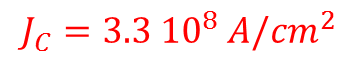 J_C = 3.3 10^8 A/cm^2